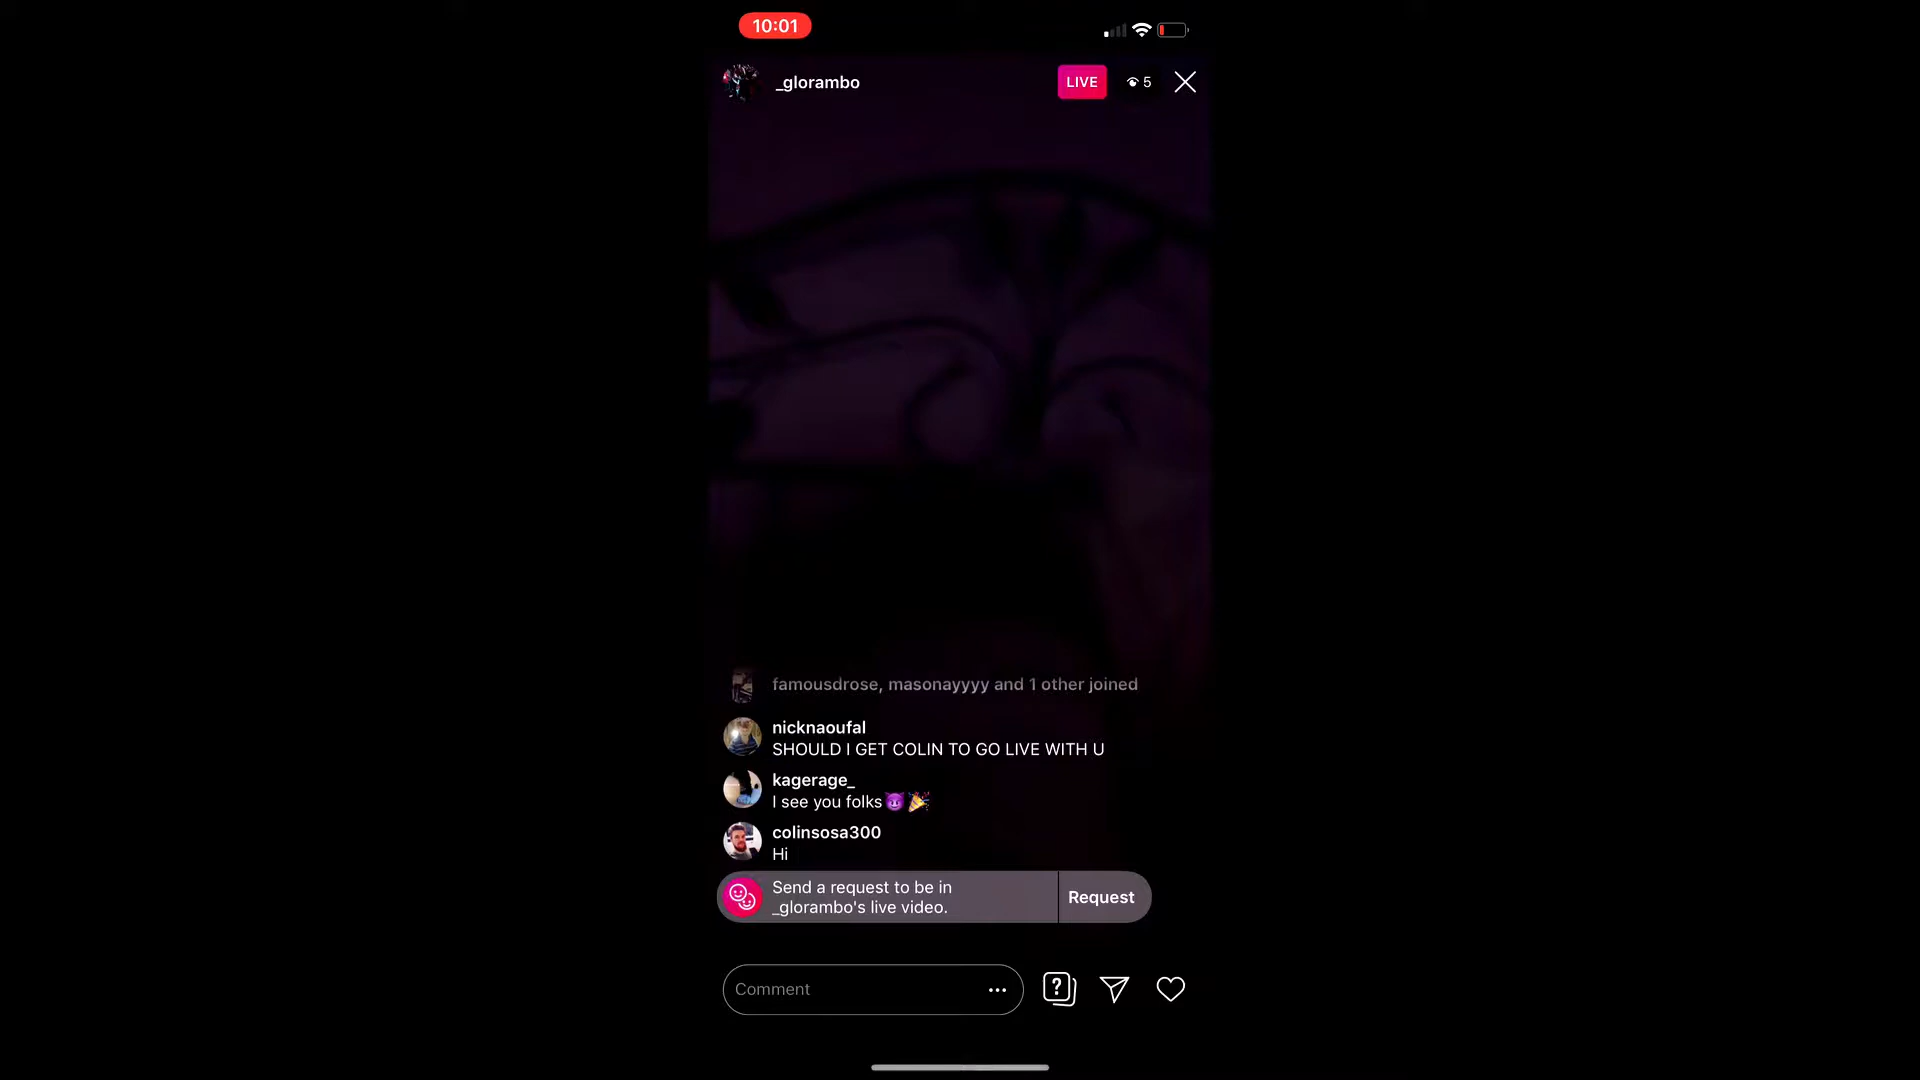 10:01
_glorambo
LIVE
5
famousdrose, masonayyyy and 1 other joined
nicknaoufal
SHOULD I GET COLIN TO GO LIVE WITH U
kagerage_
I see you folks😈🎉
colinsosa300
Hi
Send a request to be in
_glorambo's live video.
Request
Comment